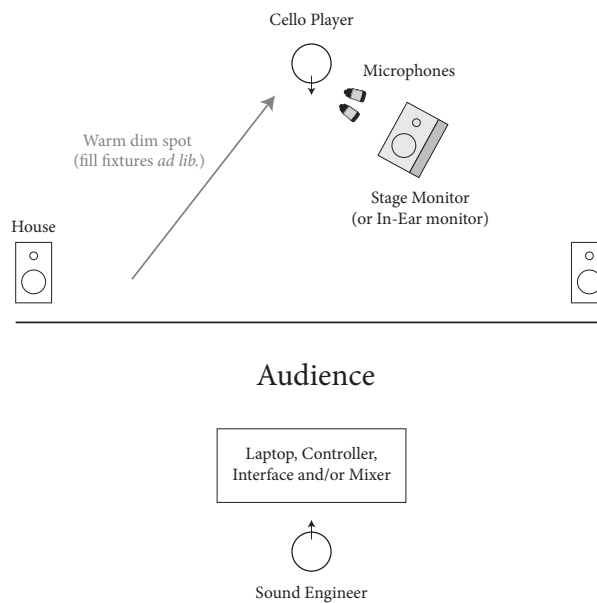 Cello Player
Microphones
Warm dim spot
(fill fixtures ad lib.)
Stage Monitor
(or In-Ear monitor)
House
Audience
Laptop, Controller,
Interface and/or Mixer
Sound Engineer